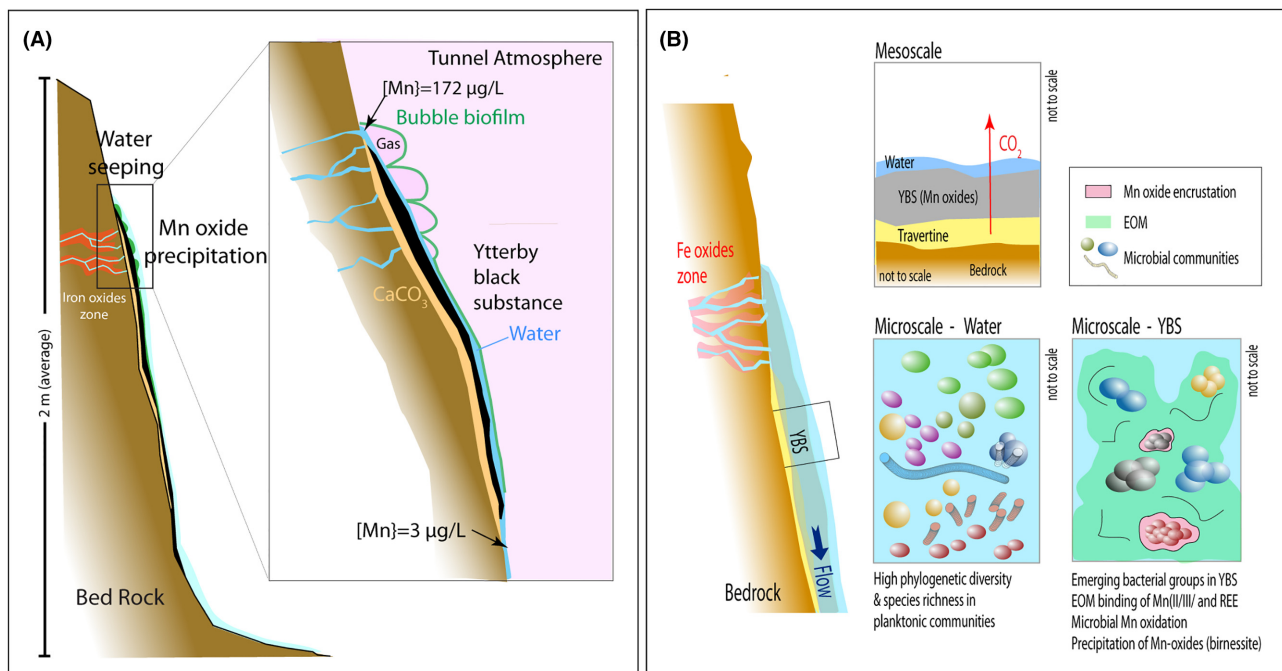 (A)
Tunnel Atmosphere
[Mn}=172 µg/L
Bubble biofilm
Gas
Water
seeping
Mn oxide
precipitation
Iron oxides
zone
2 m (average)
Ytterby
black
substance
CaCO3
Water
[Mn}=3 µg/L
Bed Rock
(B)
Mesoscale
not to scale
CO2
Water
YBS (Mn oxides)
Travertine
not to scale
Bedrock
Mn oxide encrustation
EOM
Microbial communities
Fe oxides
zone
YBS
Flow
Bedrock
Microscale - Water
not to scale
High phylogenetic diversity
& species richness in
planktonic communities
Microscale - YBS
not to scale
Emerging bacterial groups in YBS
EOM binding of Mn(II/III/ and REE
Microbial Mn oxidation
Precipitation of Mn-oxides (birnessite)